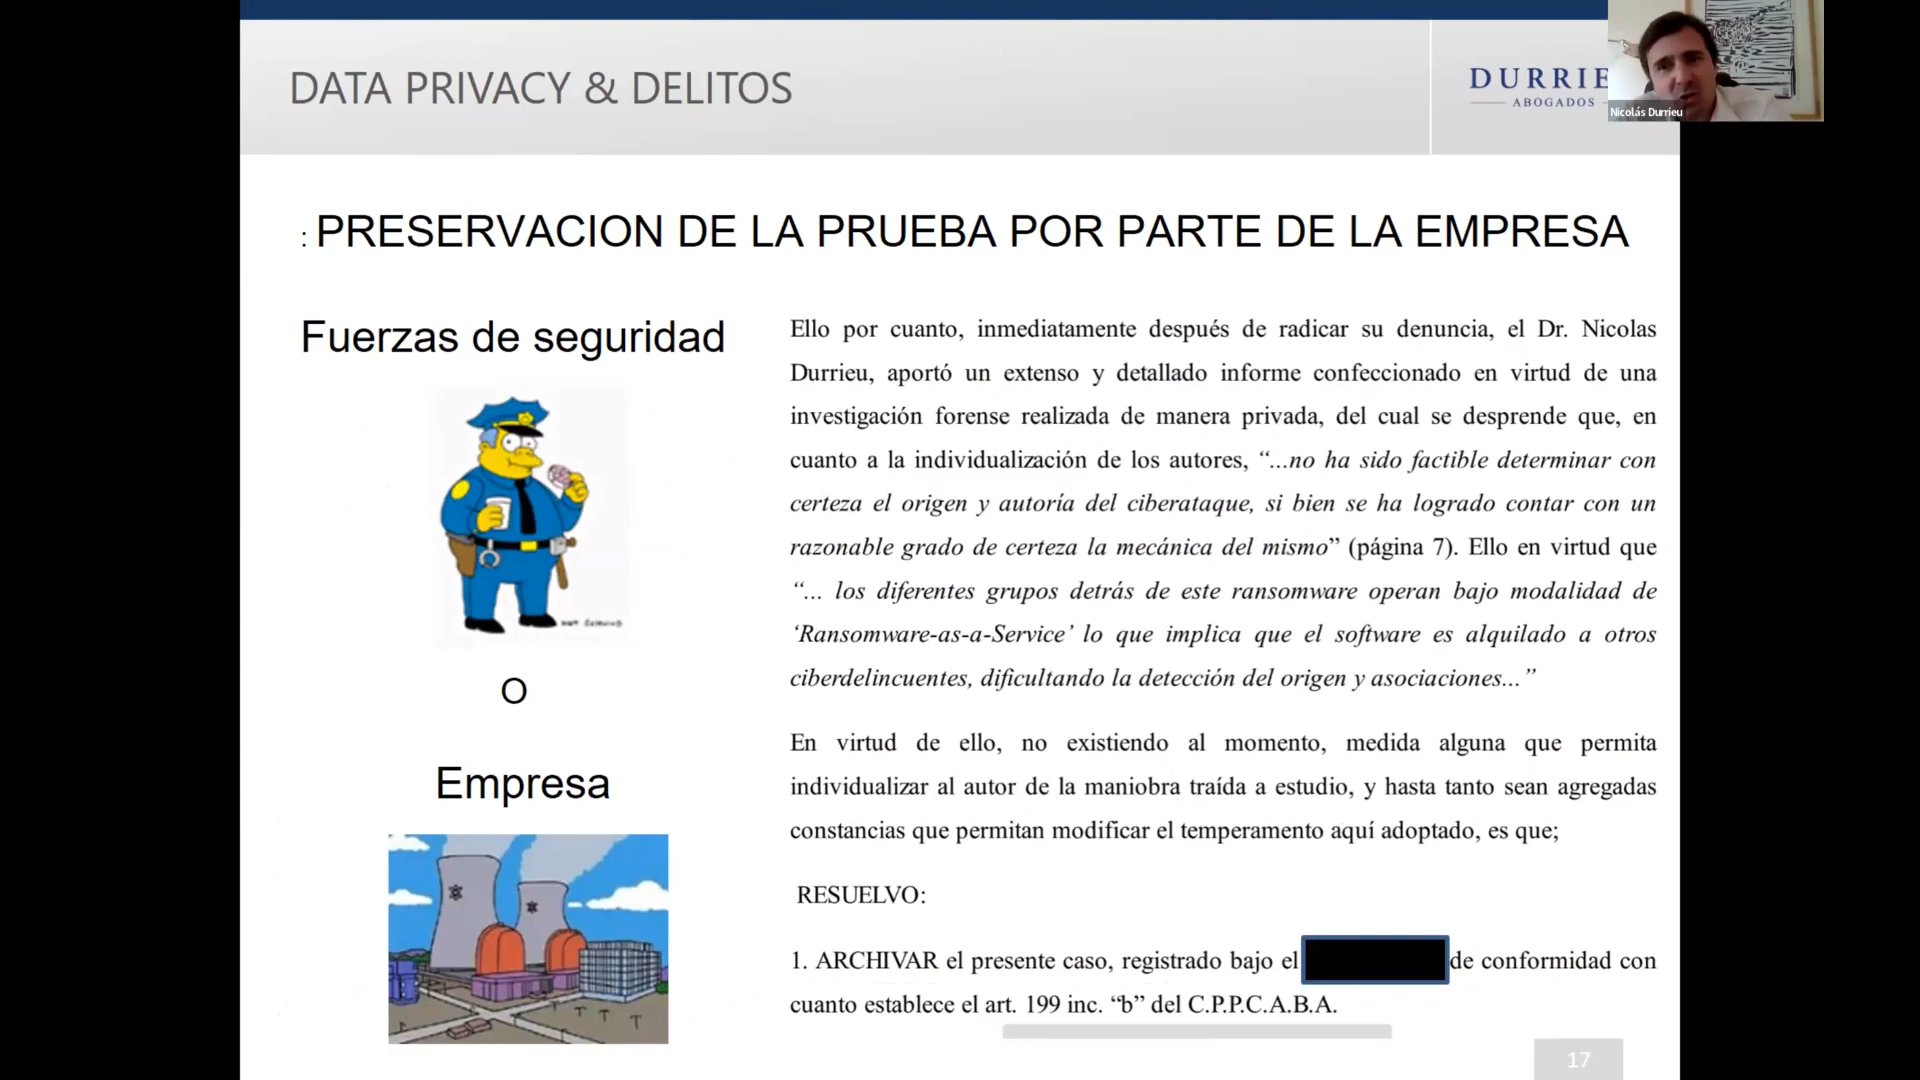 DATA PRIVACY & DELITOS
DURRIE
ABOGADOS
Nicolás Durrieu
: PRESERVACION DE LA PRUEBA POR PARTE DE LA EMPRESA
Fuerzas de seguridad
O
Empresa
Ello por cuanto, inmediatamente después de radicar su denuncia, el Dr. Nicolas
Durrieu, aportó un extenso y detallado informe confeccionado en virtud de una
investigación forense realizada de manera privada, del cual se desprende que, en
cuanto a la individualización de los autores, “...no ha sido factible determinar con
certeza el origen y autoría del ciberataque, si bien se ha logrado contar con un
razonable grado de certeza la mecánica del mismo” (página 7). Ello en virtud que
“... los diferentes grupos detrás de este ransomware operan bajo modalidad de
‘Ransomware-as-a-Service’ lo que implica que el software es alquilado a otros
ciberdelincuentes, dificultando la detección del origen y asociaciones...”
En virtud de ello, no existiendo al momento, medida alguna que permita
individualizar al autor de la maniobra traída a estudio, y hasta tanto sean agregadas
constancias que permitan modificar el temperamento aquí adoptado, es que;
RESUELVO:
1. ARCHIVAR el presente caso, registrado bajo el de conformidad con
cuanto establece el art. 199 inc. “b” del C.P.P.C.A.B.A.
17